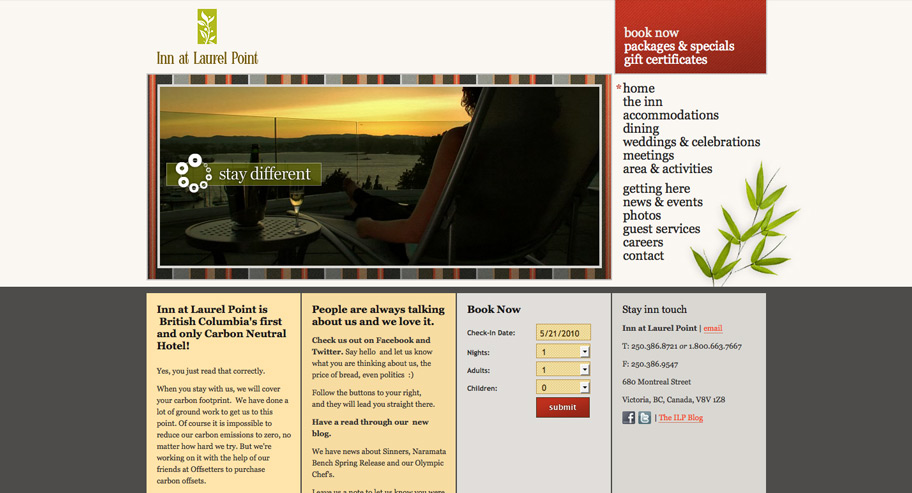 Inn at Laurel Point
book now
packages & specials
gift certificates
stay different
*home
the inn
accommodations
dining
weddings & celebrations
meetings
area & activities
getting here
news & events
photos
guest services
careers
contact
Inn at Laurel Point is
British Columbia's first
and only Carbon Neutral
Hotel!
Yes, you just read that correctly.
When you stay with us, we will cover
your carbon footprint. We have done a
lot of ground work to get us to this
point. Of course it is impossible to
reduce our carbon emissions to zero, no
matter how hard we try. But we're
working on it with the help of our
friends at Offsetters to purchase
carbon offsets.
People are always talking
about us and we love it.
Check us out on Facebook and
Twitter. Say hello and let us know
what you are thinking about us, the
price of bread, even politics :)
Follow the buttons to your right,
and they will lead you straight there.
Have a read through our new
blog.
We have news about Sinners, Naramata
Bench Spring Release and our Olympic
Chef's.
Leave us a note to let us know you were
Book Now
Check-In Date: 5/21/2010
Nights: 1
Adults: 1
Children: 0
submit
Stay inn touch
Inn at Laurel Point | email
T: 250.386.8721 or 1.800.663.7667
F: 250.386.9547
680 Montreal Street
Victoria, BC, Canada, V8V 1Z8
| The ILP Blog